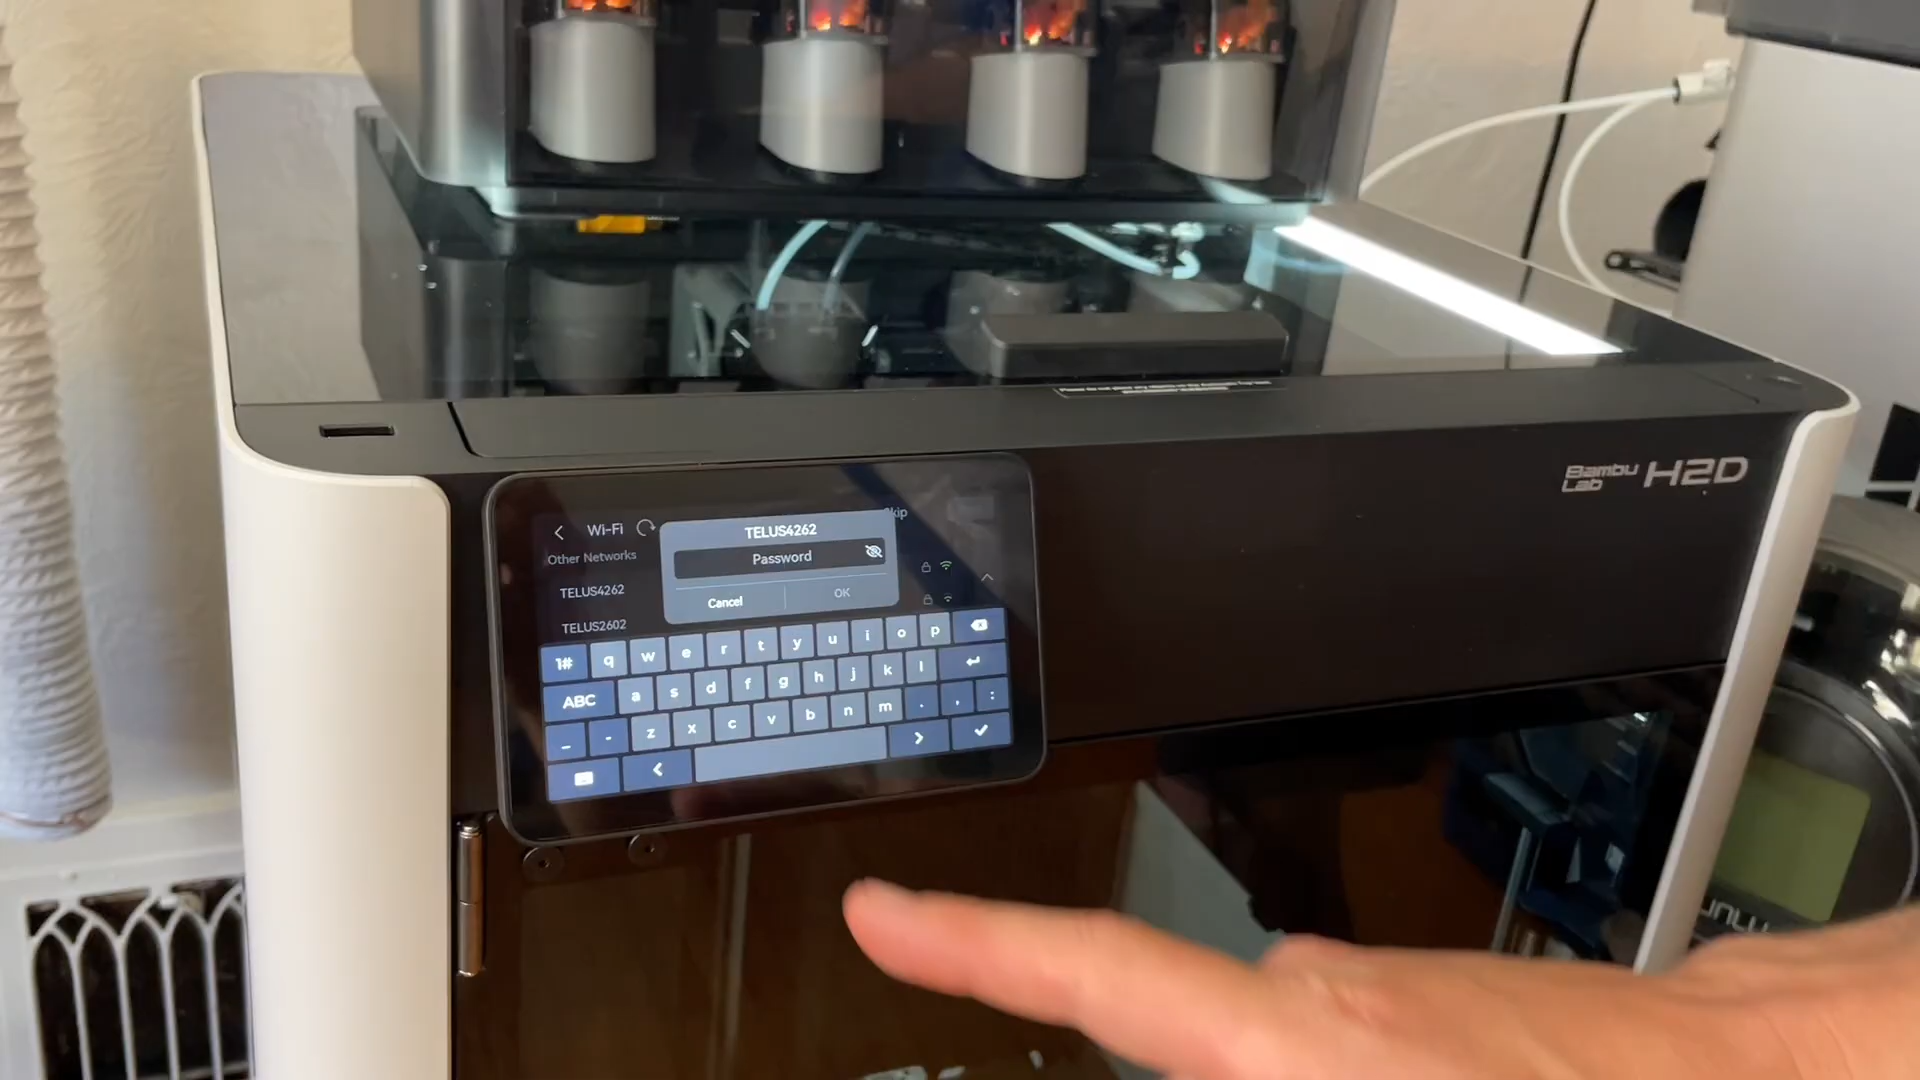 Bambu
Lab H2D
Wi-Fi
TELUS4262
Other Networks
Password
TELUS4262
Cancel
OK
TELUS2602
1# q w e r t y u i o p
ABC a s d f g h j k l
_ - z x c v b n m . , :
< >